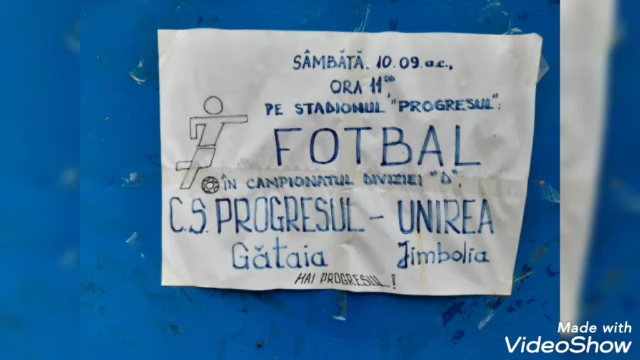 SÂMBĂTĂ. 10.09 a.c.,
ORA 11⁰⁰
PE STADIONUL "PROGRESUL":
FOTBAL
ÎN CAMPIONATUL DIVIZIEI "D",
C.S. PROGRESUL - UNIREA
Gătaia Jimbolia
HAI PROGRESUL..!
Made with
VideoShow